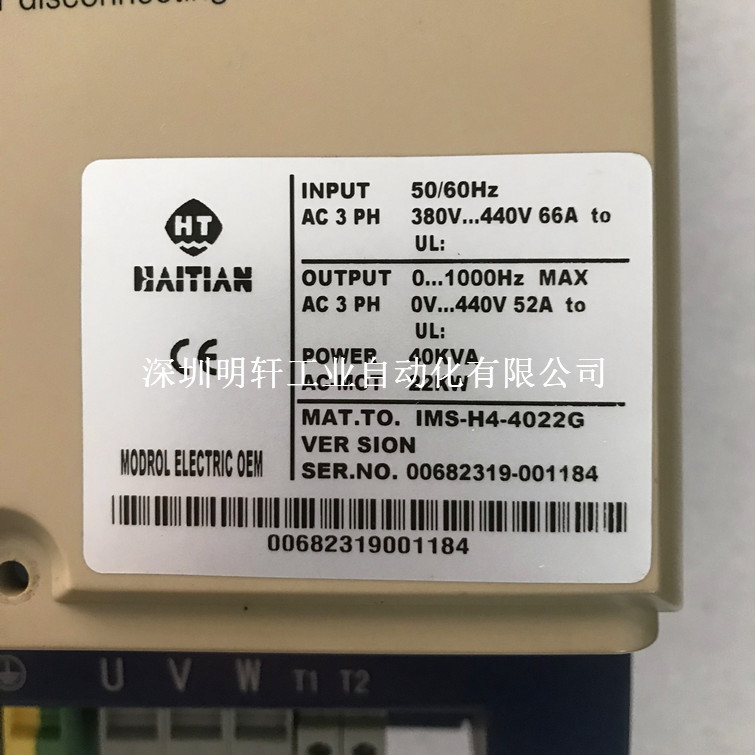 disconnecting
HT
HAITIAN
CE
MODROL ELECTRIC OEM
INPUT 50/60Hz
AC 3 PH 380V...440V 66A to
UL:
OUTPUT 0...1000Hz MAX
AC 3 PH 0V...440V 52A to
UL:
POWER 40KVA
AC-MOT 22KW
深圳明轩工业自动化有限公司
MAT.TO. IMS-H4-4022G
VER SION
SER.NO. 00682319-001184
00682319001184
U V W T1 T2